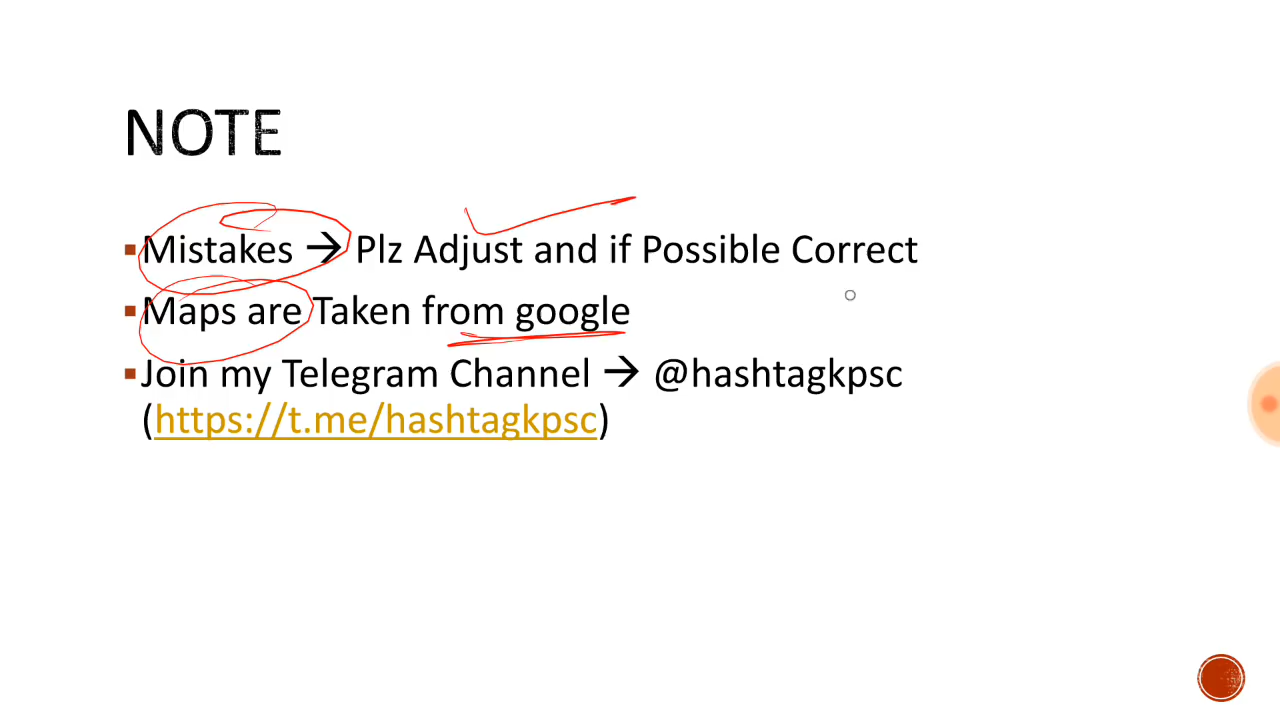 NOTE
Mistakes → Plz Adjust and if Possible Correct
Maps are Taken from google
Join my Telegram Channel → @hashtagkpsc
(https://t.me/hashtagkpsc)